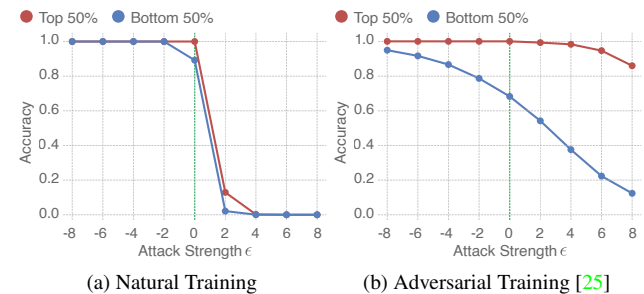 Top 50% Bottom 50%
1.0
0.8
0.6
0.4
0.2
0.0
Accuracy
-8 -6 -4 -2 0 2 4 6 8
Attack Strength ϵ
(a) Natural Training
Top 50% Bottom 50%
1.0
0.8
0.6
0.4
0.2
0.0
Accuracy
-8 -6 -4 -2 0 2 4 6 8
Attack Strength ϵ
(b) Adversarial Training [25]